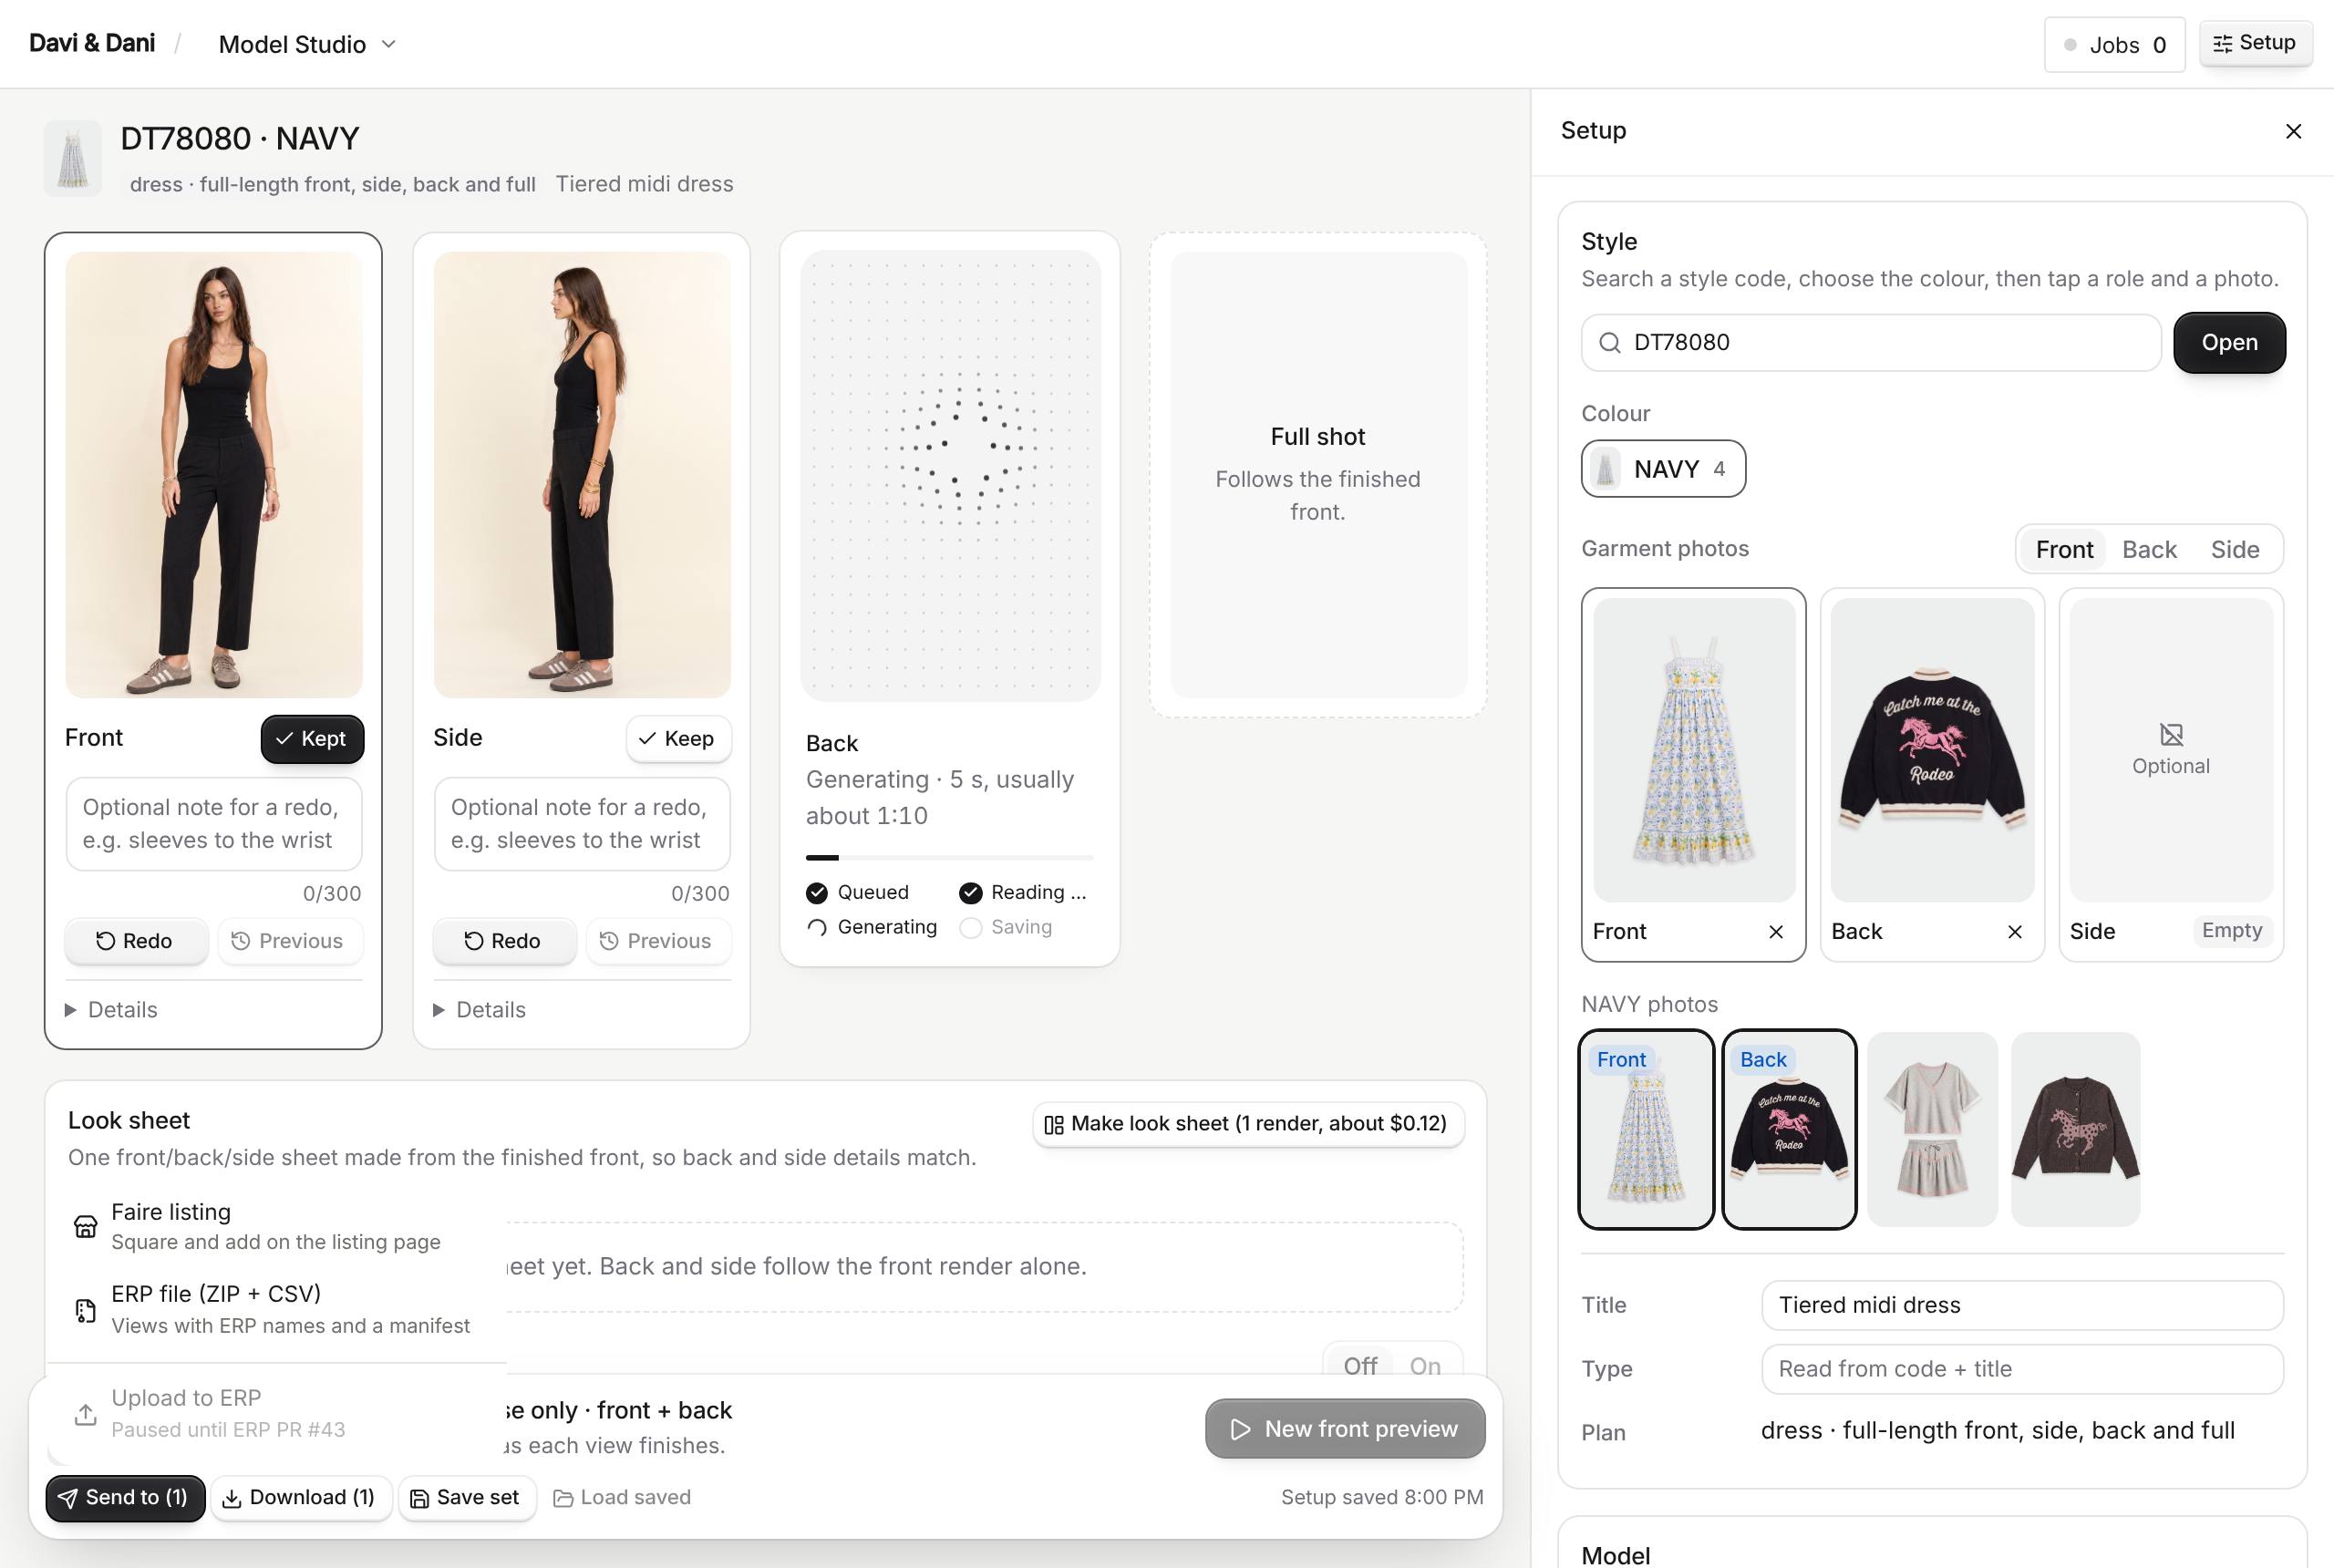 Davi & Dani / Model Studio
Jobs 0
Setup
DT78080 · NAVY
dress · full-length front, side, back and full
Tiered midi dress
Front
Kept
Optional note for a redo,
e.g. sleeves to the wrist
0/300
Redo
Previous
Details
Side
Keep
Optional note for a redo,
e.g. sleeves to the wrist
0/300
Redo
Previous
Details
Back
Generating · 5 s, usually
about 1:10
Queued
Reading ...
Generating
Saving
Full shot
Follows the finished
front.
Look sheet
One front/back/side sheet made from the finished front, so back and side details match.
Make look sheet (1 render, about $0.12)
yet. Back and side follow the front render alone.
Off
On
Faire listing
Square and add on the listing page
ERP file (ZIP + CSV)
Views with ERP names and a manifest
Upload to ERP
Paused until ERP PR #43
only · front + back
each view finishes.
New front preview
Send to (1)
Download (1)
Save set
Load saved
Setup saved 8:00 PM
Setup
Style
Search a style code, choose the colour, then tap a role and a photo.
DT78080
Open
Colour
NAVY 4
Garment photos
Front
Back
Side
Catch me at the
Rodeo
Optional
Front
Back
Side
Empty
NAVY photos
Front
Back
Catch me at the
Rodeo
Title
Tiered midi dress
Type
Read from code + title
Plan
dress · full-length front, side, back and full
Model